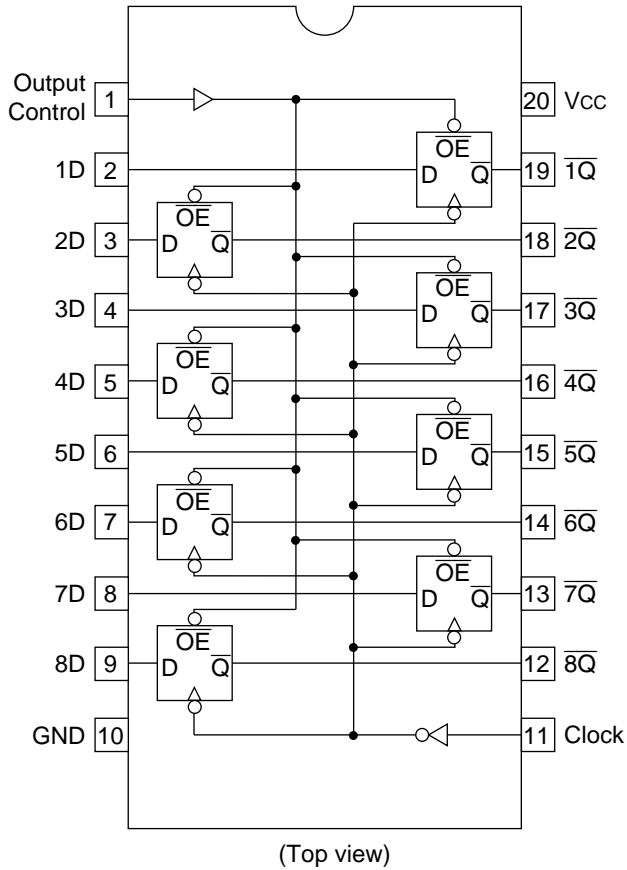 Output
Control 1 20 VCC
OE
1D 2 D Q̅ 19 1Q̅
OE̅
2D 3 D Q̅ 18 2Q̅
OE̅
3D 4 D Q̅ 17 3Q̅
OE̅
4D 5 D Q̅ 16 4Q̅
OE̅
5D 6 D Q̅ 15 5Q̅
OE̅
6D 7 D Q̅ 14 6Q̅
OE̅
7D 8 D Q̅ 13 7Q̅
OE̅
8D 9 D Q̅ 12 8Q̅
GND 10 11 Clock
(Top view)